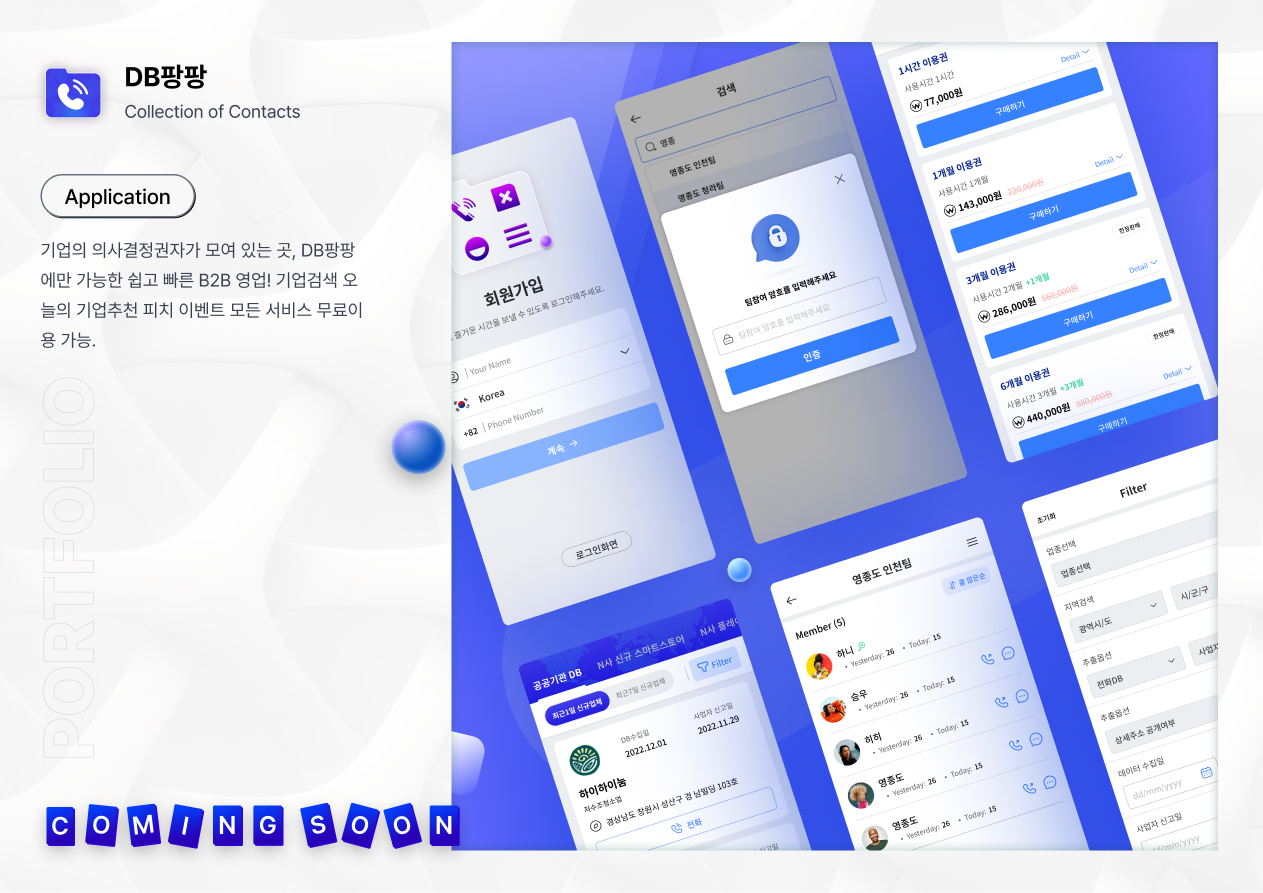 DB팡팡
Collection of Contacts
Application
기업의 의사결정권자가 모여 있는 곳, DB팡팡
에만 가능한 쉽고 빠른 B2B 영업! 기업검색 오
늘의 기업추천 피치 이벤트 모든 서비스 무료이
용 가능.
PORTFOLIO
COMING SOON
회원가입
즐거운 시간을 보낼 수 있도록 로그인해주세요.
Your Name
Korea
+82 Phone Number
계속 →
로그인화면
검색
영종
영종도 인천팀
영종도 청라팀
팀참여 암호를 입력해주세요
팀참여 암호를 입력해주세요
인증
1시간 이용권
사용시간 1시간
Detail
₩ 77,000원
구매하기
1개월 이용권
사용시간 1개월
Detail
₩ 143,000원 220,000원
구매하기
한정판매
3개월 이용권
사용시간 2개월 +1개월
Detail
₩ 286,000원 660,000원
구매하기
한정판매
6개월 이용권
사용시간 3개월 +3개월
Detail
₩ 440,000원 880,000원
구매하기
공공기관 DB N사 신규 스마트스토어 N사 플레
최근1일 신규업체 최근7일 신규업체 Filter
DB수집일 사업자 신고일
2022.12.01 2022.11.29
하이하이눔
저수조청소업
경상남도 창원시 성산구 경 남빌딩 103호
전화
영종도 인천팀
콜 많은순
Member (5)
하니
• Yesterday: 26 • Today: 15
승우
• Yesterday: 26 • Today: 15
히히
• Yesterday: 26 • Today: 15
영종도
• Yesterday: 26 • Today: 15
영종도
• Yesterday: 26 • Today: 15
Filter
초기화
업종선택
업종선택
지역검색
광역시/도 시/군/구
추출옵션
전화DB 사업자
추출옵션
상세주소 공개여부
데이터 수집일
dd/mm/yyyy
사업자 신고일
dd/mm/yyyy